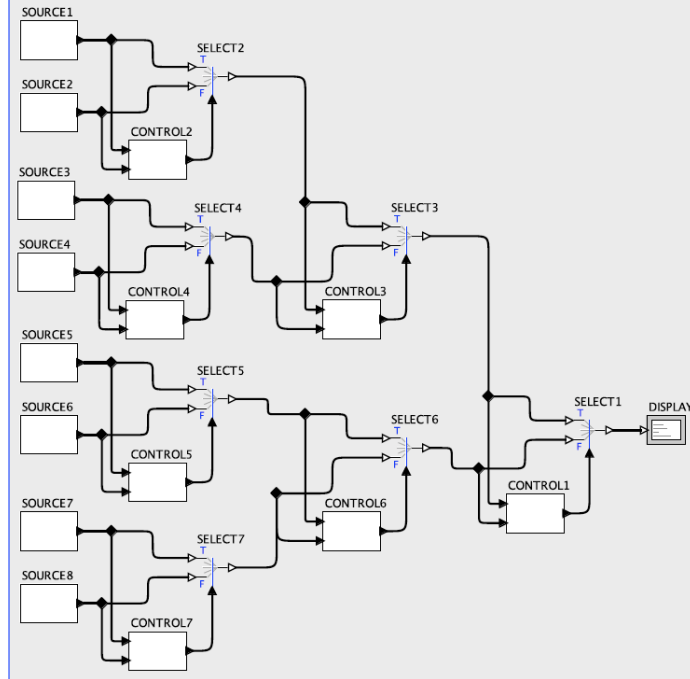 SOURCE1
SELECT2
T
F
SOURCE2
CONTROL2
SOURCE3
SELECT4
T
F
SELECT3
T
F
SOURCE4
CONTROL4
CONTROL3
SOURCE5
SELECT5
T
F
SOURCE6
SELECT6
T
F
SELECT1
T
F
DISPLAY
CONTROL5
CONTROL6
CONTROL1
SOURCE7
SELECT7
T
F
SOURCE8
CONTROL7